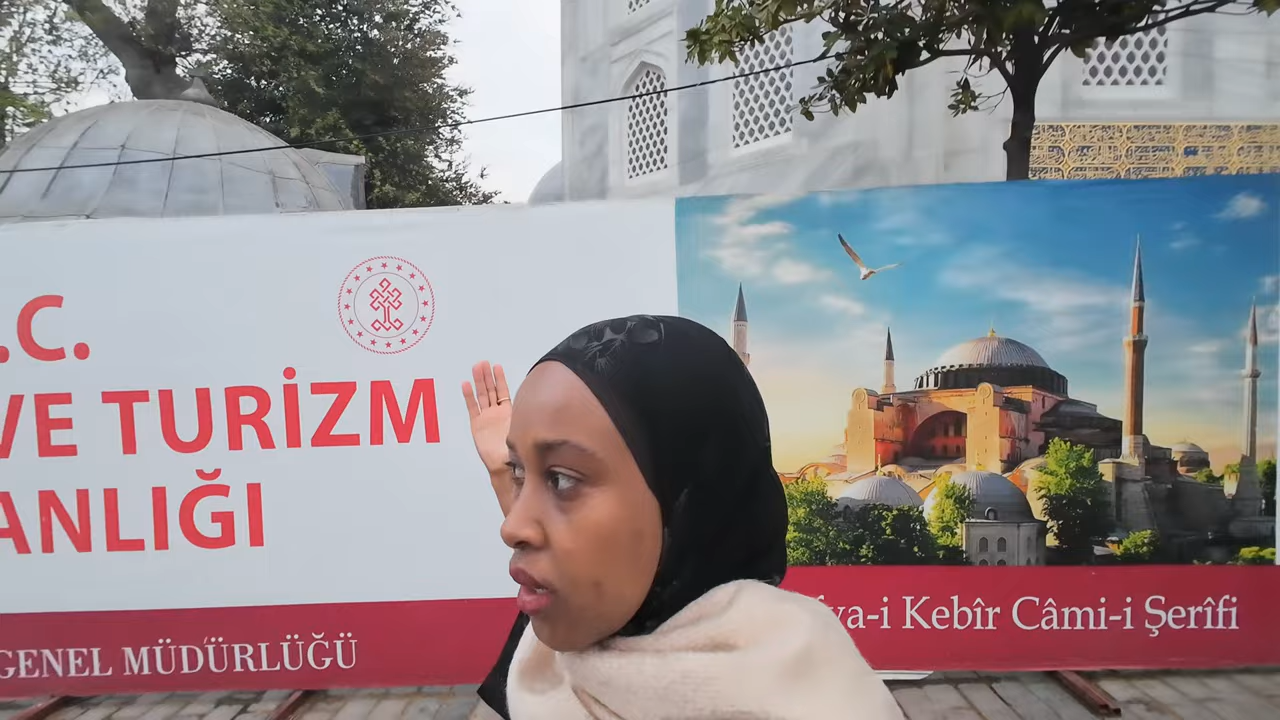 .C.
VE TURİZM
ANLIĞI
GENEL MÜDÜRLÜĞÜ
ya-i Kebîr Câmi-i Şerîfi